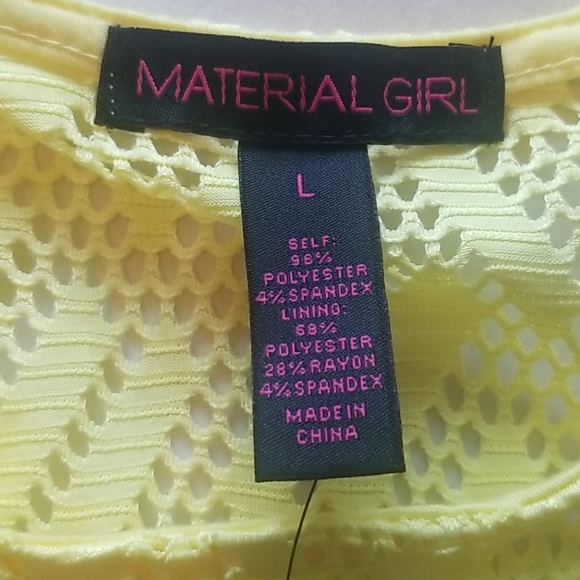 MATERIAL GIRL
L
SELF:
96%
POLYESTER
4% SPANDEX
LINING:
68%
POLYESTER
28% RAYON
4% SPANDEX
MADE IN
CHINA